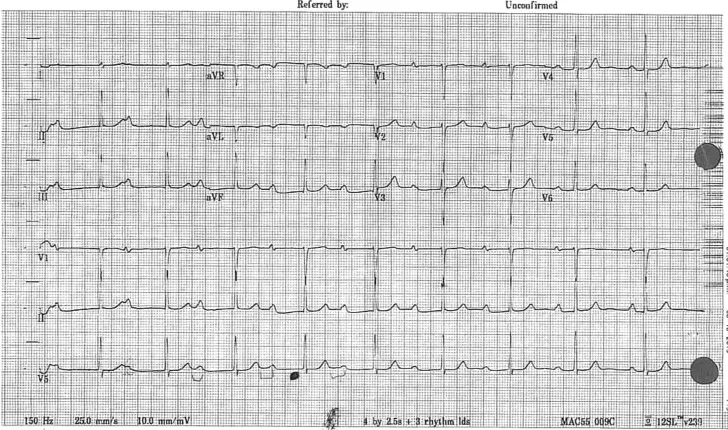 Referred by: Unconfirmed
I aVR V1 V4
II aVL V2 V5
III aVF V3 V6
V1
II
V5
150 Hz 25.0 mm/s 10.0 mm/mV 4 by 2.5s + 3 rhythm lds MAC55 009C 12SL™ v239